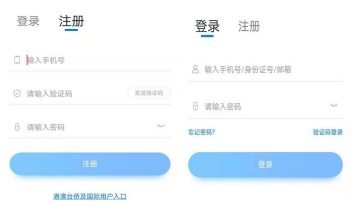 登录 注册
输入手机号
请输入验证码 发送验证码
请输入密码
注册
港澳台侨及国际用户入口
登录 注册
输入手机号/身份证号/邮箱
请输入密码
忘记密码? 验证码登录
登录